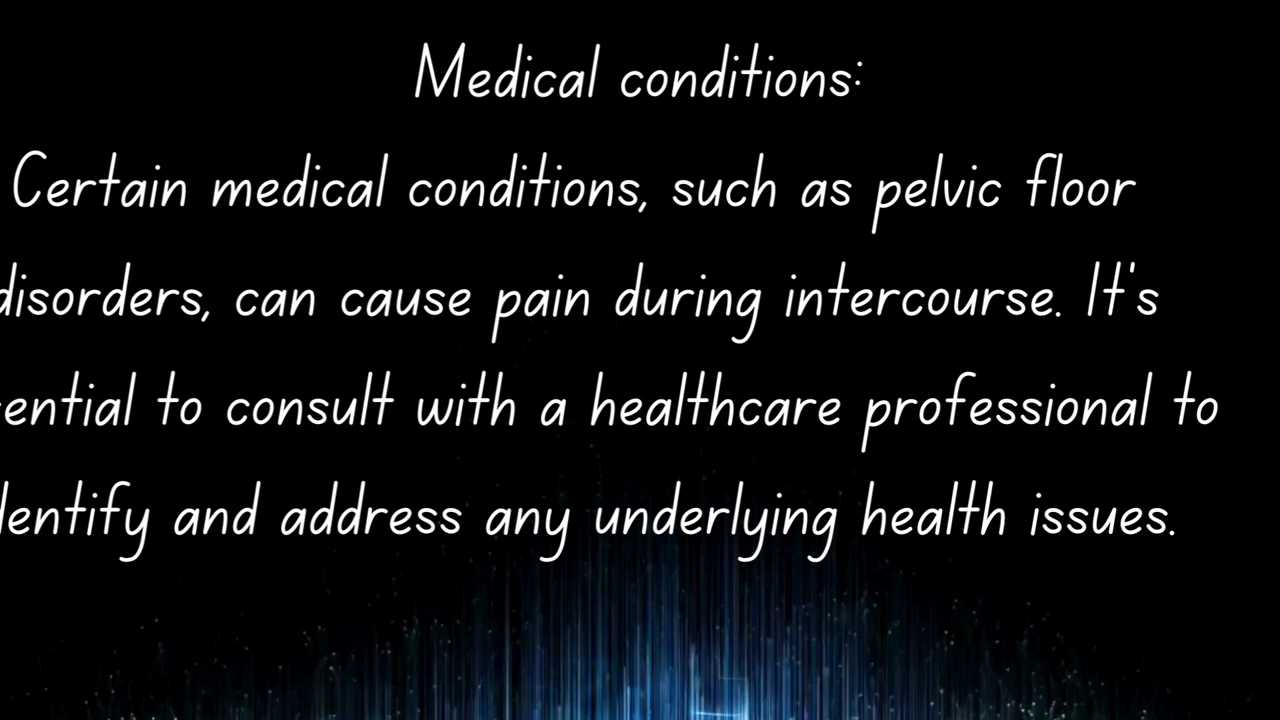 Medical conditions:
Certain medical conditions, such as pelvic floor
disorders, can cause pain during intercourse. It's
to consult with a healthcare professional to
and address any underlying health issues.